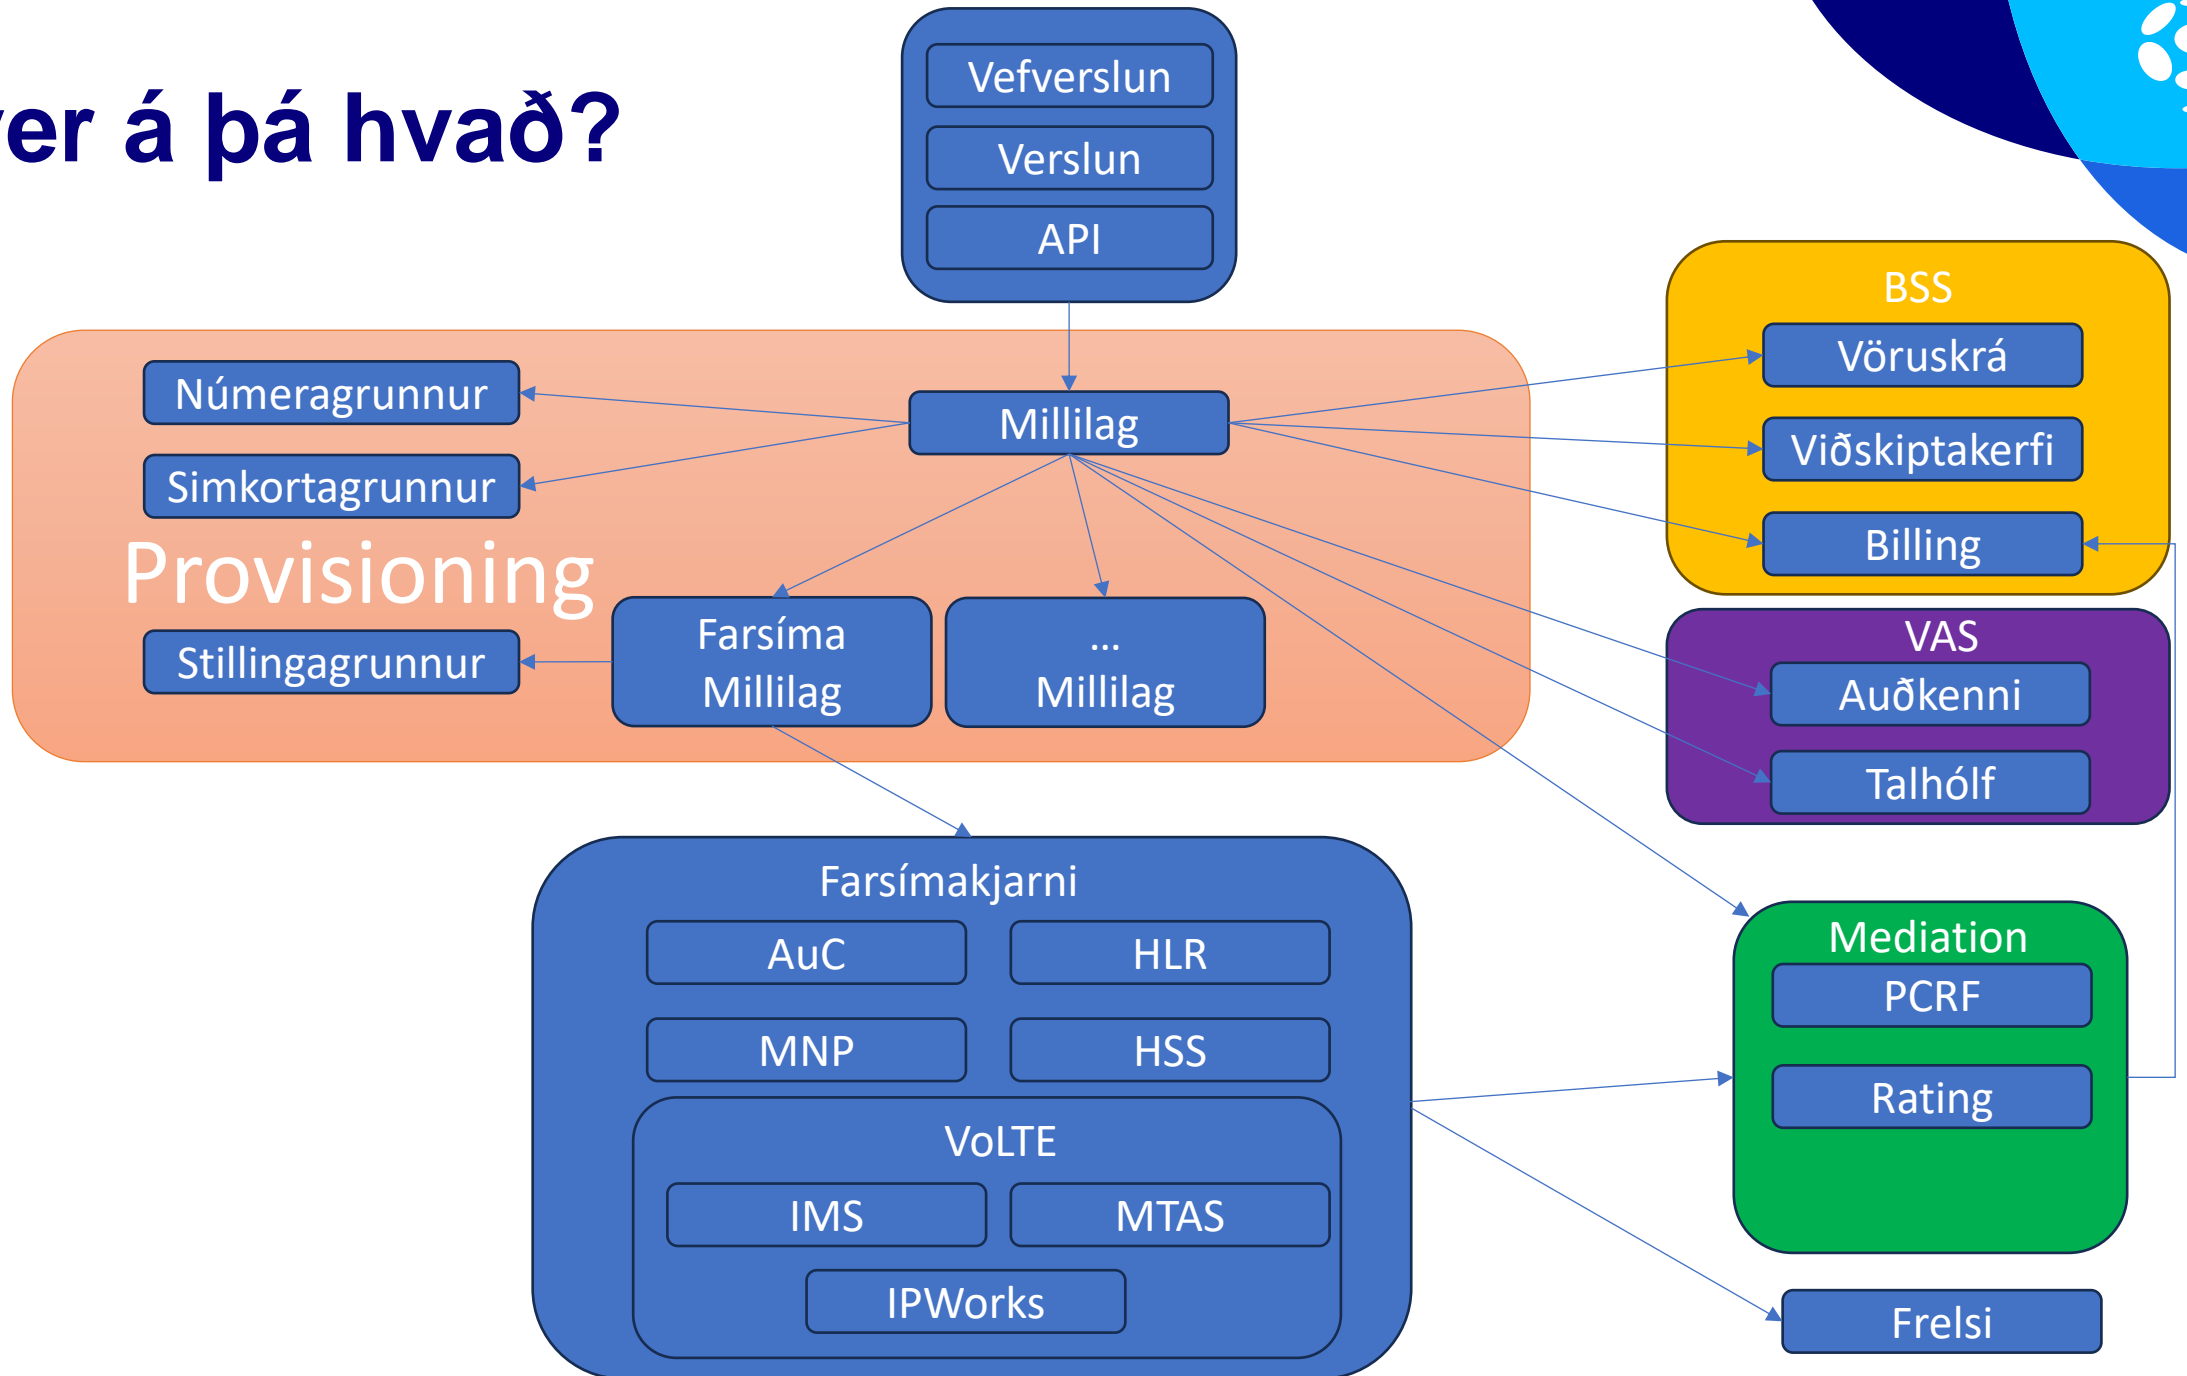 ver á þá hvað?
Vefverslun
Verslun
API
BSS
Vöruskrá
Viðskiptakerfi
Billing
Númeragrunnur
Simkortagrunnur
Provisioning
Stillingagrunnur
Millilag
Farsíma
Millilag
...
Millilag
VAS
Auðkenni
Talhólf
Farsímakjarni
AuC
HLR
MNP
HSS
VoLTE
IMS
MTAS
IPWorks
Mediation
PCRF
Rating
Frelsi